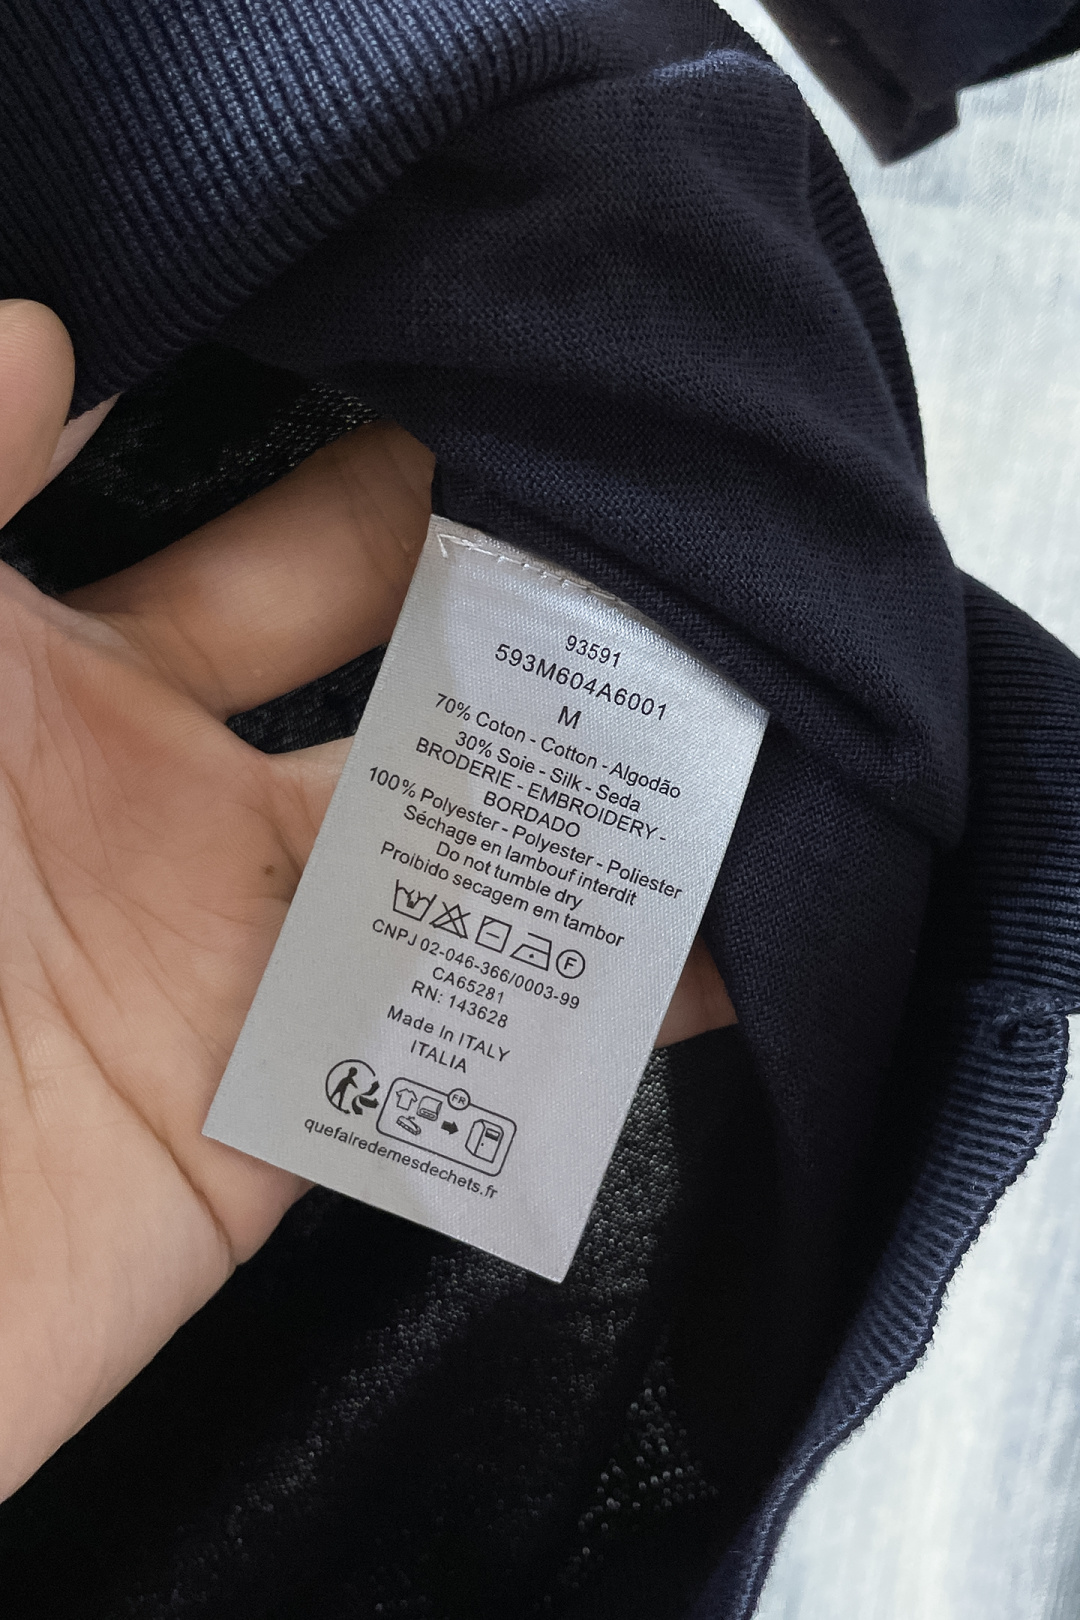 93591
593M604A6001
M
70% Coton - Cotton - Algodão
30% Soie - Silk - Seda
BRODERIE - EMBROIDERY -
BORDADO
100% Polyester - Polyester - Poliester
Séchage en lambouf interdit
Do not tumble dry
Proibido secagem em tambor
F
CNPJ 02-046-366/0003-99
CA65281
RN: 143628
Made In ITALY
ITALIA
FR
quefairedemesdechets.fr